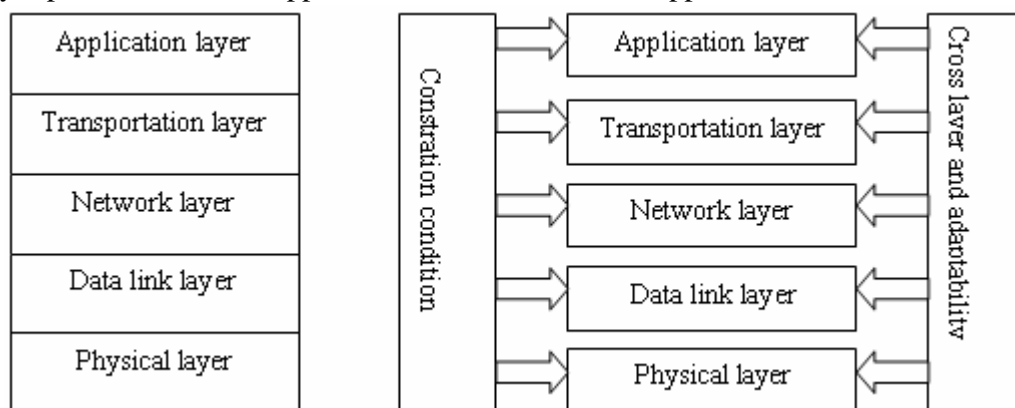 Application layer
Transportation layer
Network layer
Data link layer
Physical layer
Constration condition
Application layer
Transportation layer
Network layer
Data link layer
Physical layer
Cross layer and adaptability